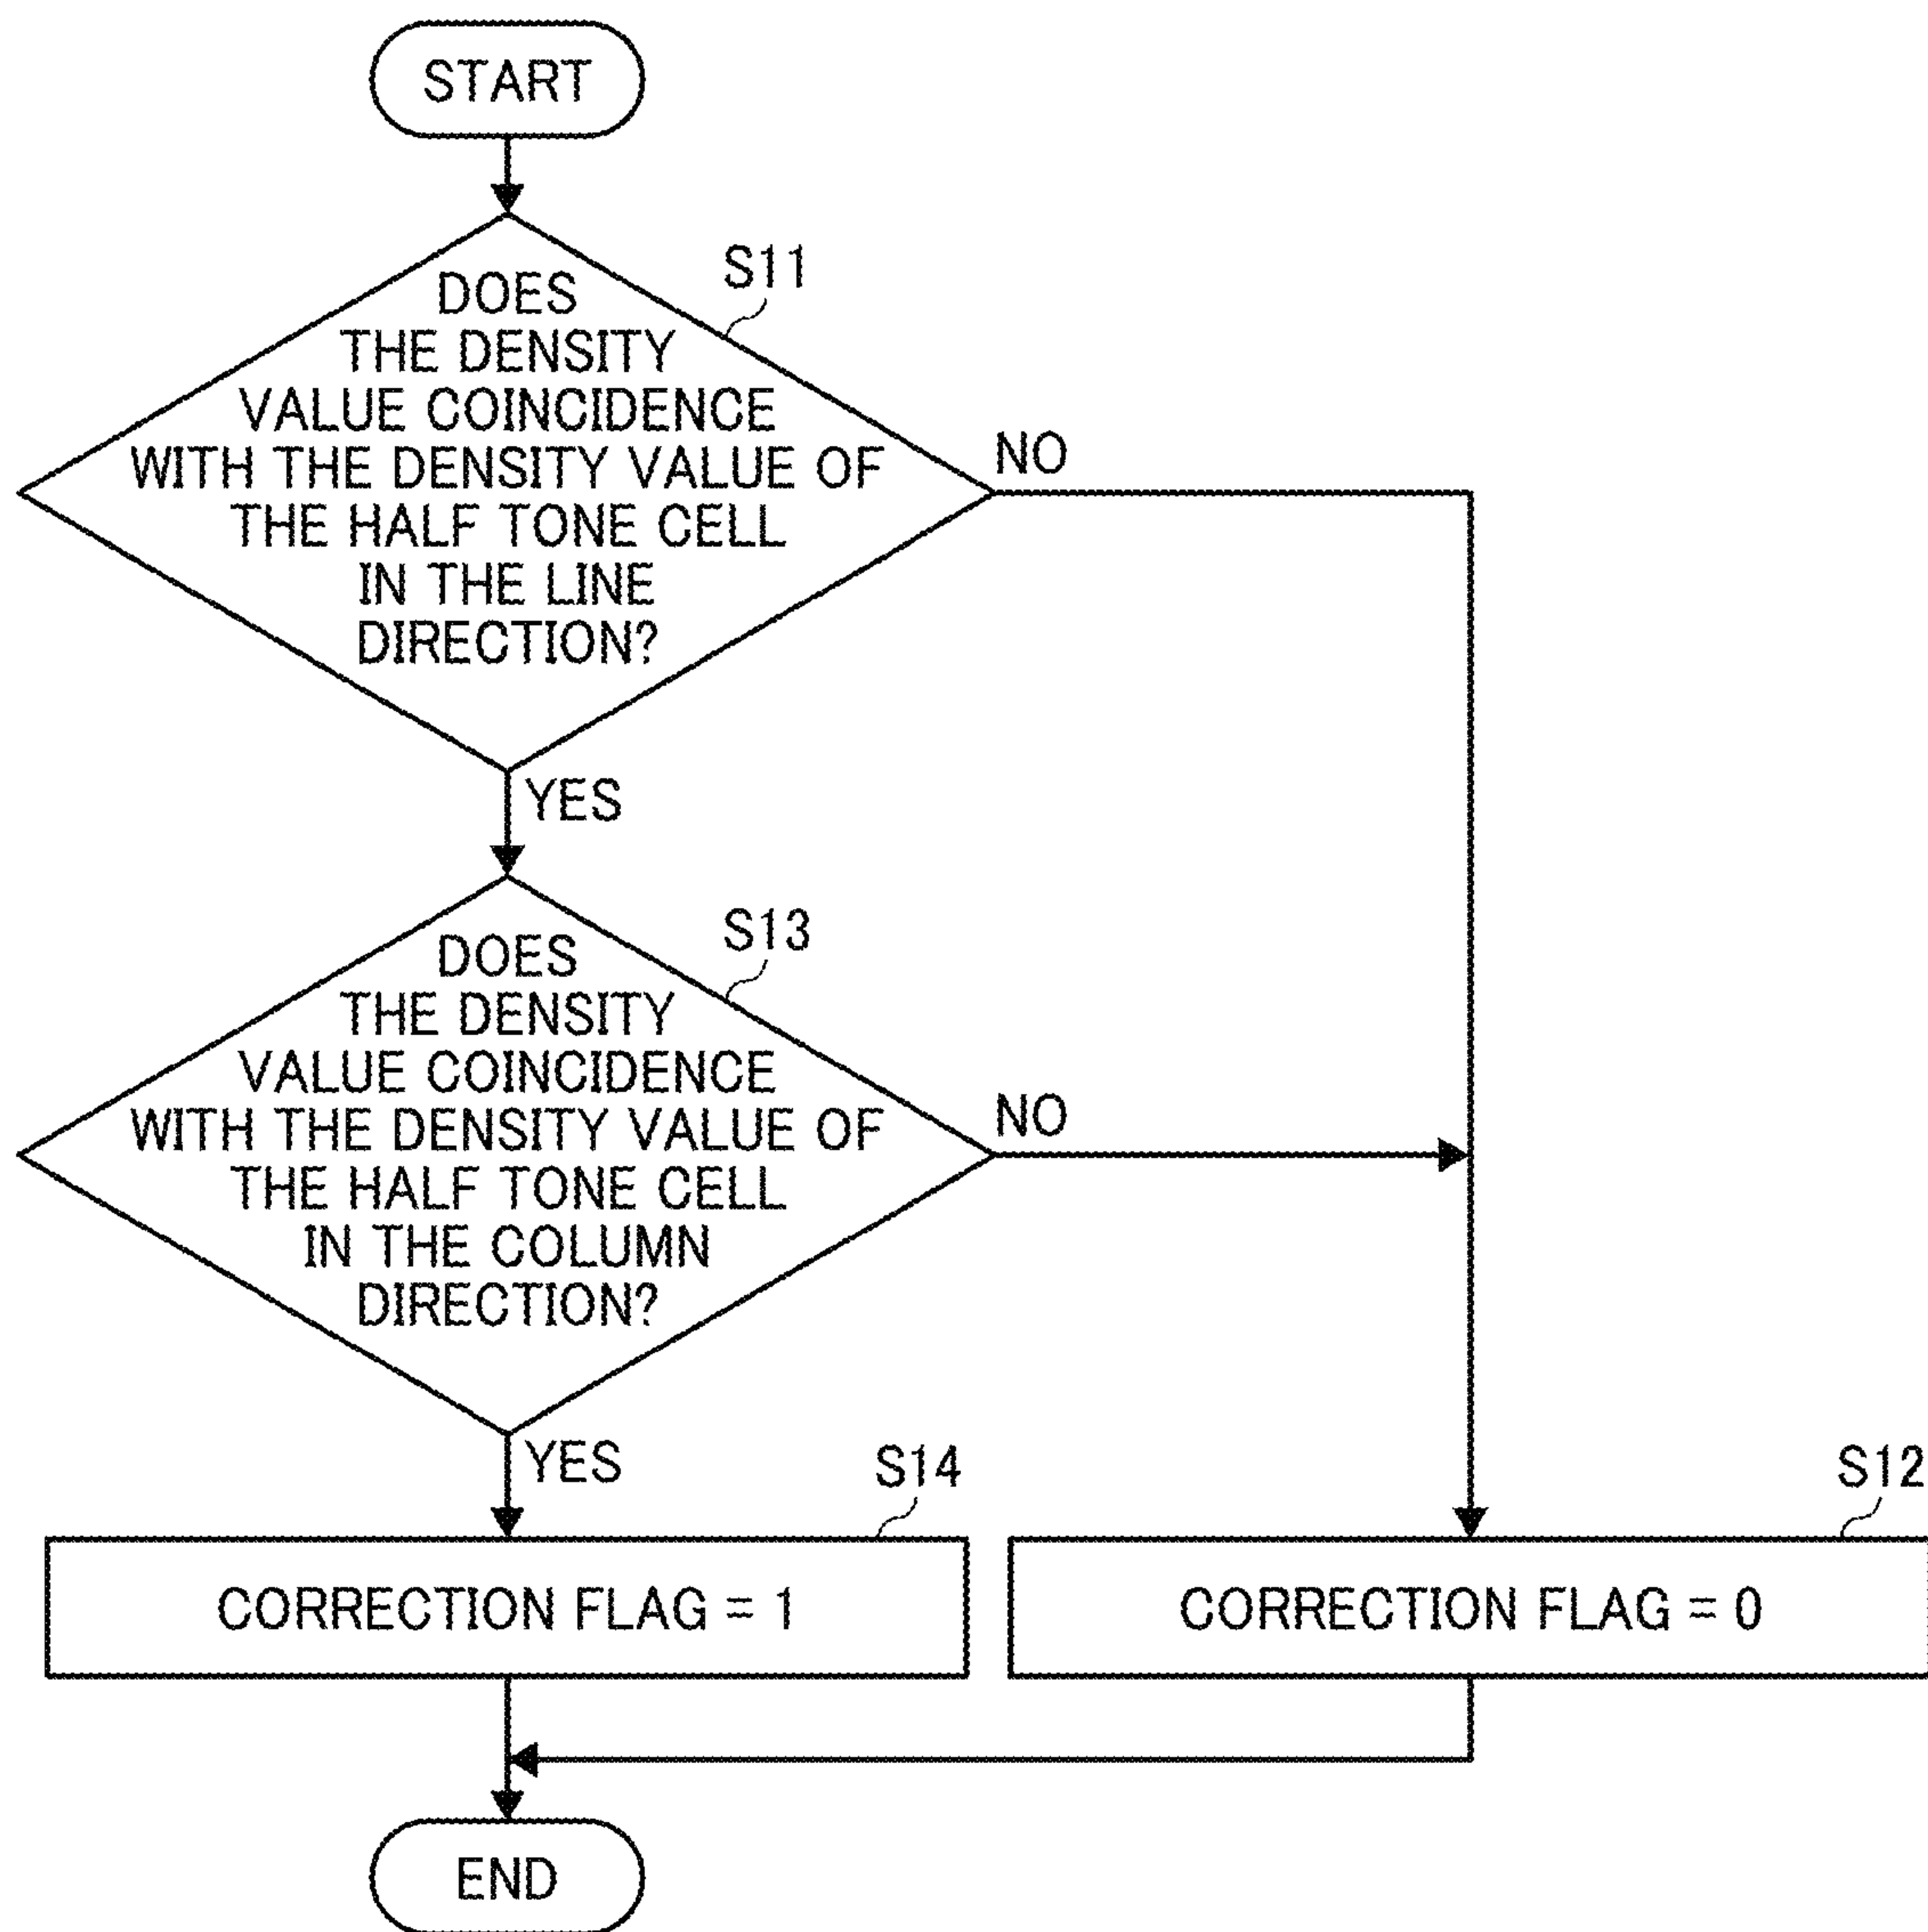 START
S11
DOES
THE DENSITY
VALUE COINCIDENCE
WITH THE DENSITY VALUE OF
THE HALF TONE CELL
IN THE LINE
DIRECTION?
NO
YES
S13
DOES
THE DENSITY
VALUE COINCIDENCE
WITH THE DENSITY VALUE OF
THE HALF TONE CELL
IN THE COLUMN
DIRECTION?
NO
YES
S14
CORRECTION FLAG = 1
S12
CORRECTION FLAG = 0
END